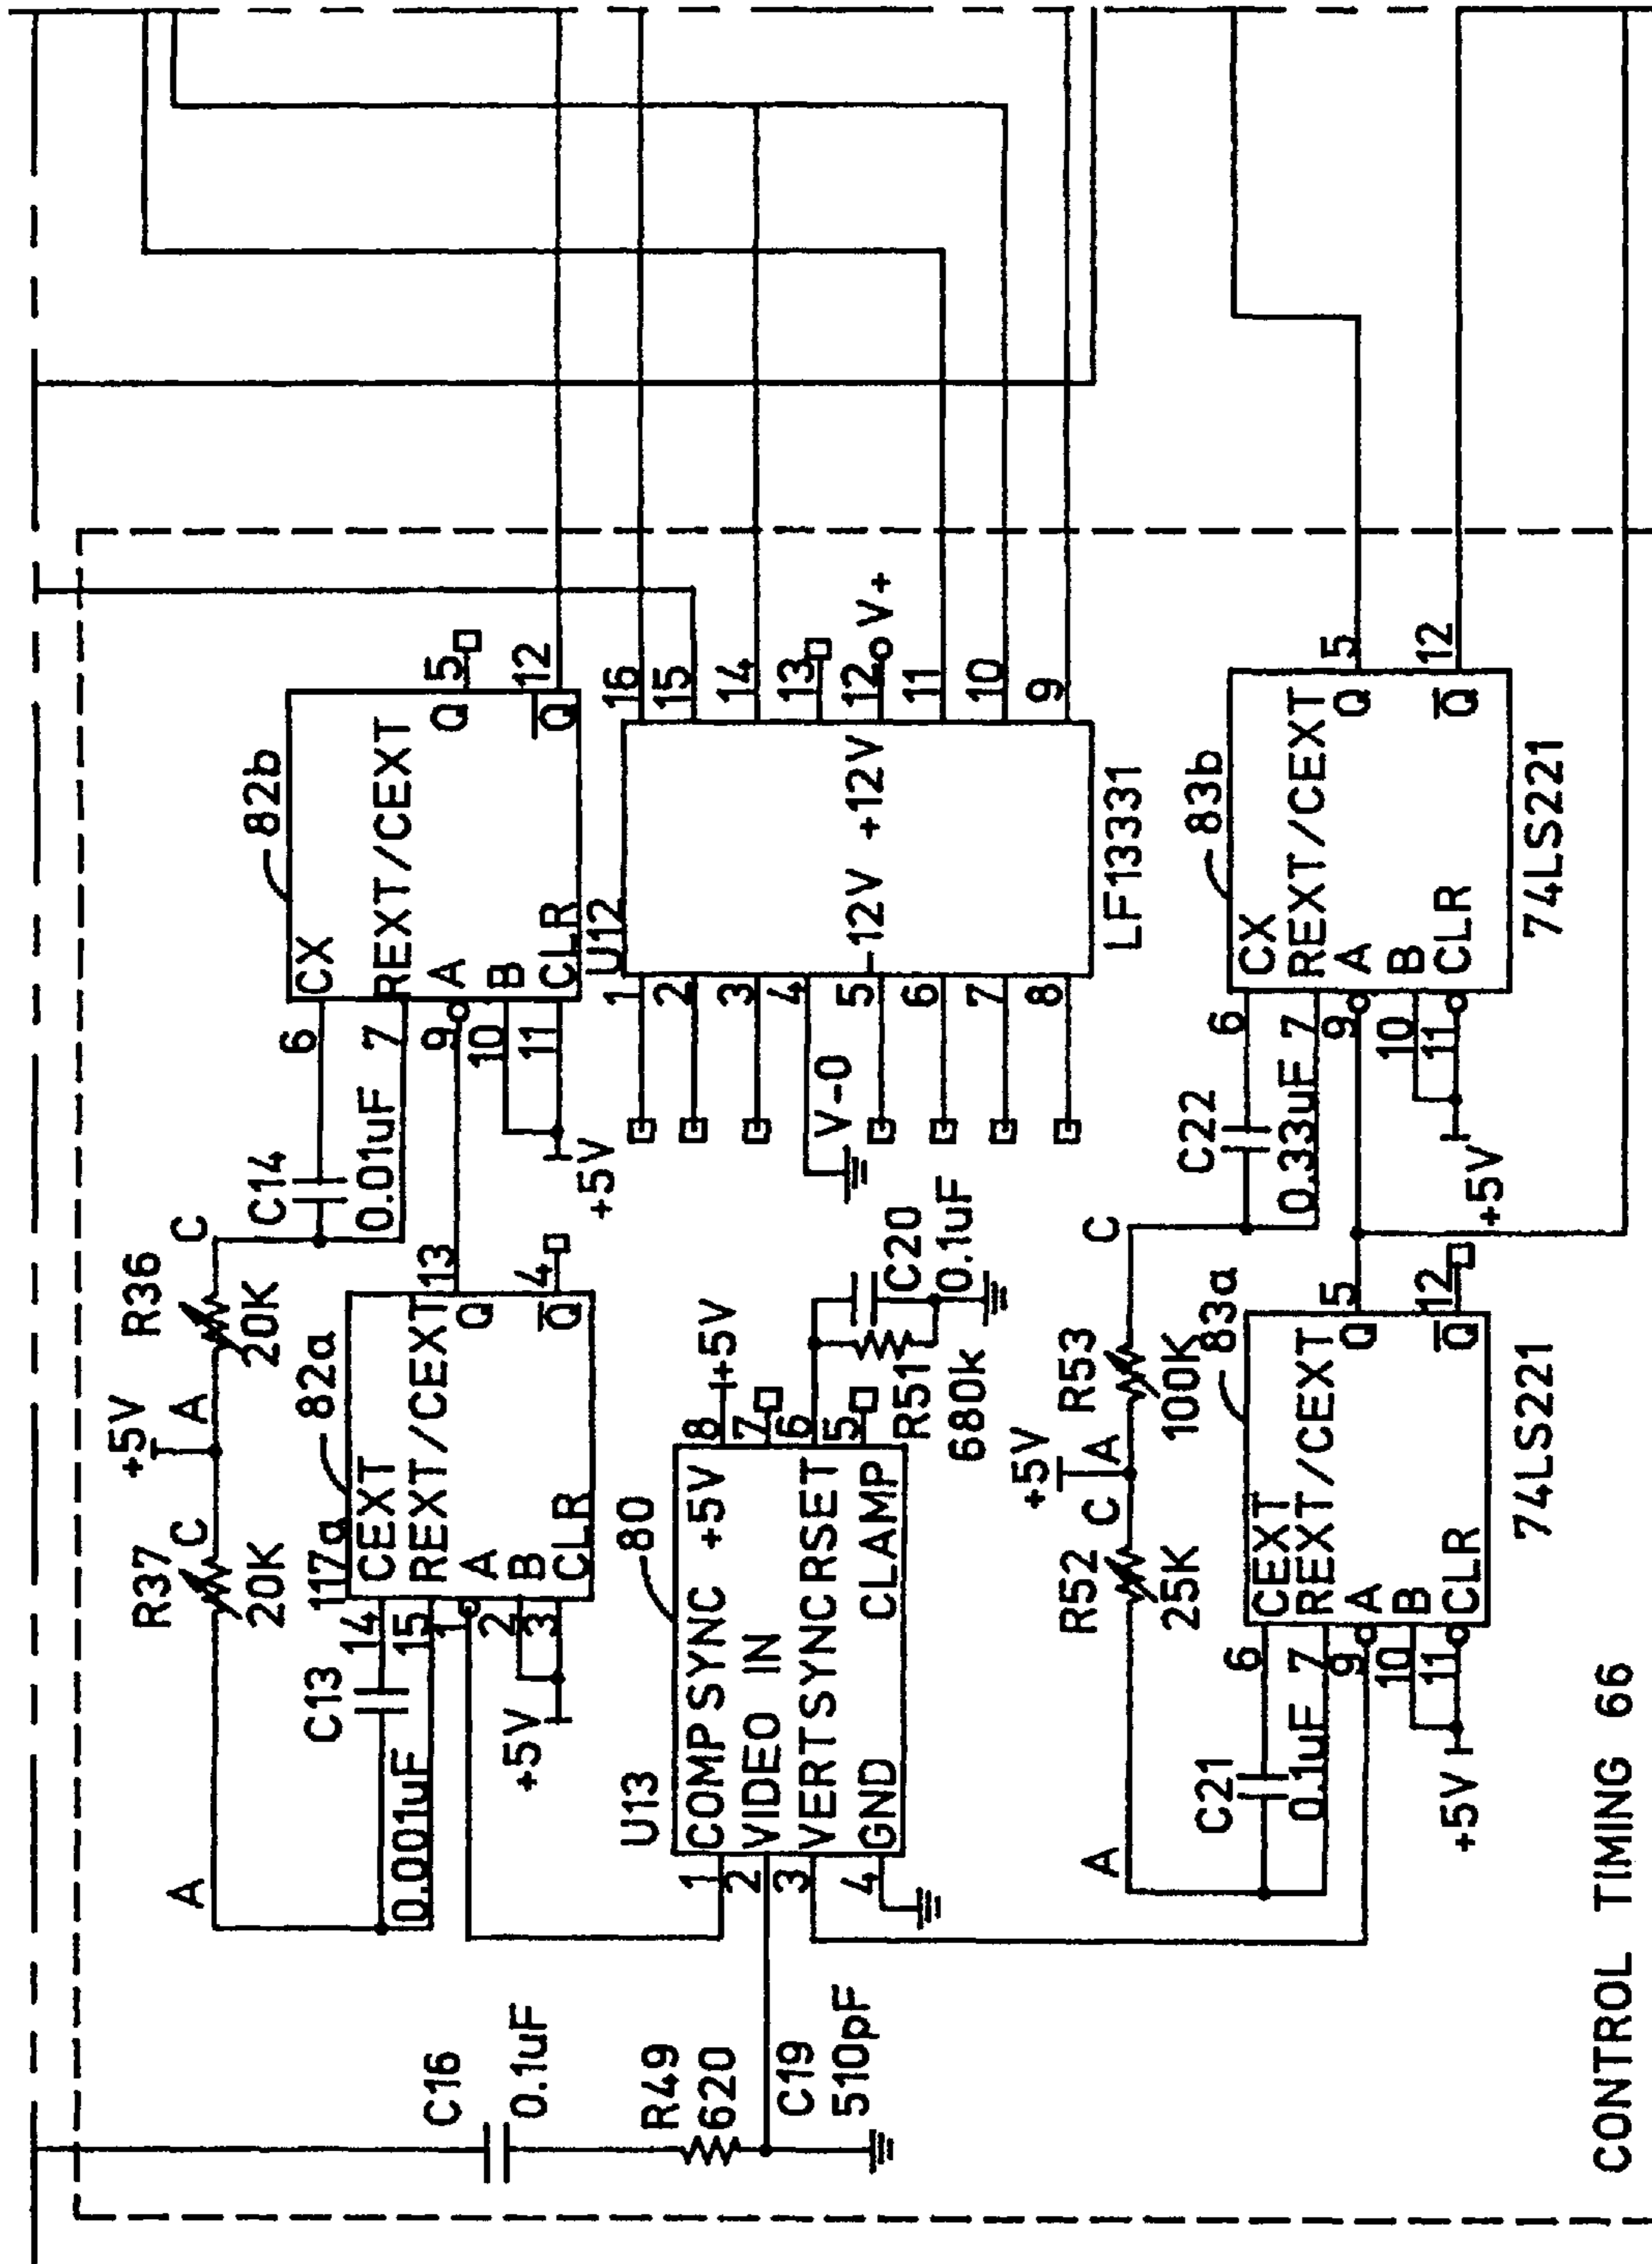 +5V
R37
C
A
R36
C
20K
20K
A
C14
0.01uF
C13
0.001uF
117a
82a
14
CEXT
15
REXT/CEXT
1
A
2
B
3
CLR
Q
13
Q
4
+5V
82b
6
CX
7
REXT/CEXT
9
A
10
B
11
CLR
Q
5
Q
12
+5V
C16
0.1uF
R49
620
C19
510pF
U13
80
1
COMP SYNC
+5V
8
+5V
2
VIDEO IN
7
3
VERTSYNC
RSET
6
4
GND
CLAMP
5
R51
680k
C20
0.1uF
U12
1
16
2
15
3
14
4
13
V-O
5
-12V +12V
12
V+
6
11
7
10
8
9
LF13331
+5V
R52
C
A
R53
C
25K
100K
A
C21
0.1uF
83a
6
CEXT
7
REXT/CEXT
9
A
10
B
11
CLR
Q
5
Q
12
+5V
74LS221
C22
0.33uF
83b
6
CX
7
REXT/CEXT
9
A
10
B
11
CLR
Q
5
Q
12
+5V
74LS221
CONTROL TIMING 66